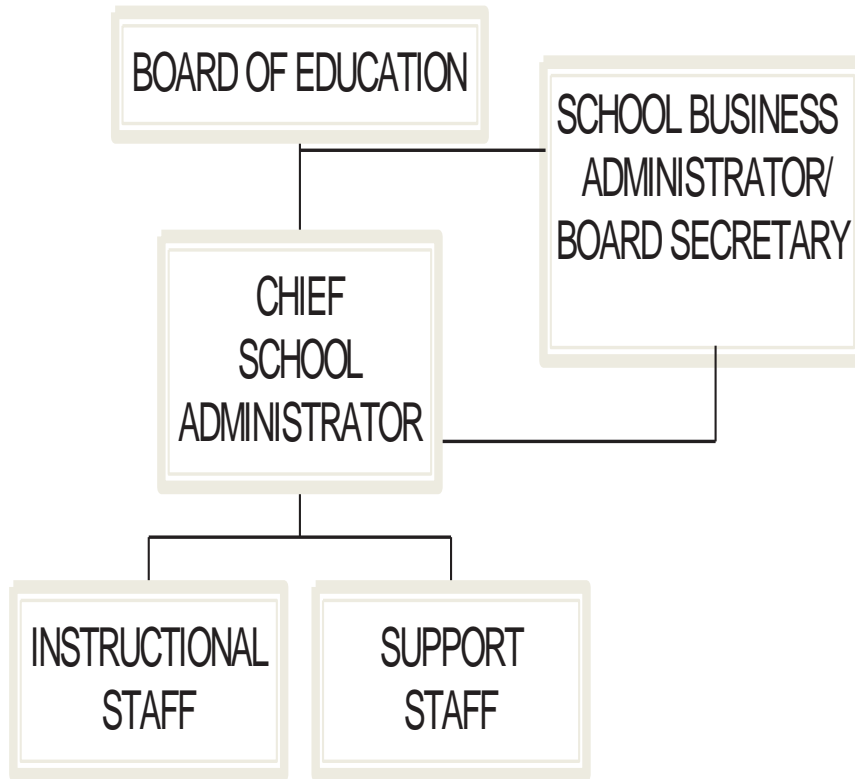 BOARD OF EDUCATION
SCHOOL BUSINESS
ADMINISTRATOR/
BOARD SECRETARY
CHIEF
SCHOOL
ADMINISTRATOR
INSTRUCTIONAL
STAFF
SUPPORT
STAFF